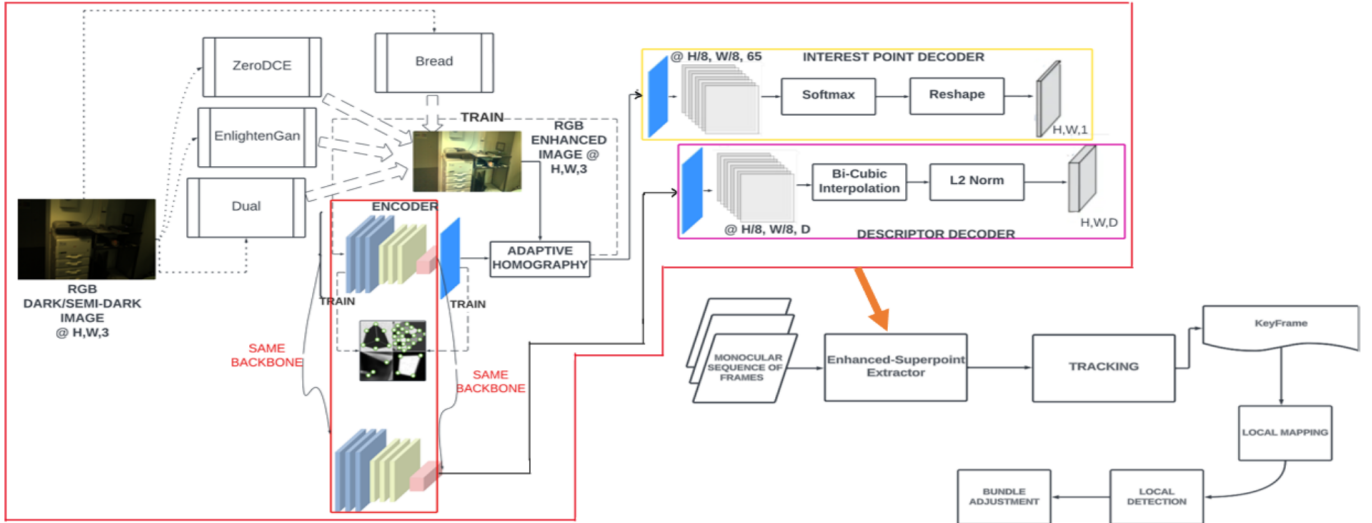 ZeroDCE
Bread
EnlightenGan
Dual
RGB
DARK/SEMI-DARK
IMAGE
@ H,W,3
TRAIN
RGB
ENHANCED
IMAGE @
H,W,3
ENCODER
ADAPTIVE
HOMOGRAPHY
TRAIN
TRAIN
SAME
BACKBONE
SAME
BACKBONE
@ H/8, W/8, 65
INTEREST POINT DECODER
Softmax
Reshape
H,W,1
Bi-Cubic
Interpolation
L2 Norm
@ H/8, W/8, D
DESCRIPTOR DECODER
H,W,D
MONOCULAR
SEQUENCE OF
FRAMES
Enhanced-Superpoint
Extractor
TRACKING
KeyFrame
LOCAL MAPPING
LOCAL
DETECTION
BUNDLE
ADJUSTMENT